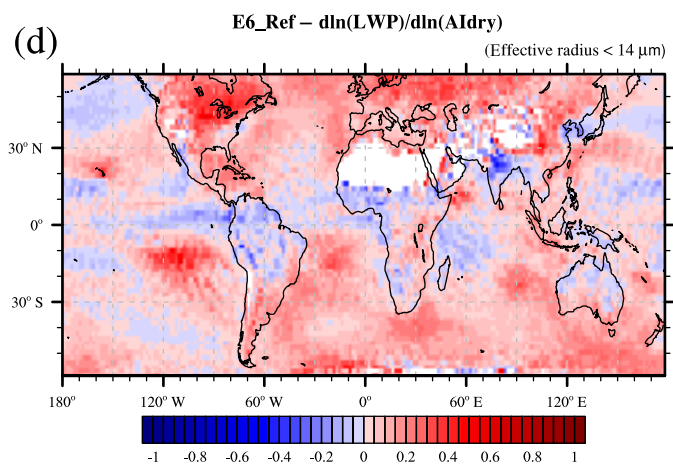 E6_Ref – dln(LWP)/dln(AIdry)
(d)
(Effective radius < 14 μm)
30° N
0°
30° S
180° 120° W 60° W 0° 60° E 120° E
-1 -0.8 -0.6 -0.4 -0.2 0 0.2 0.4 0.6 0.8 1